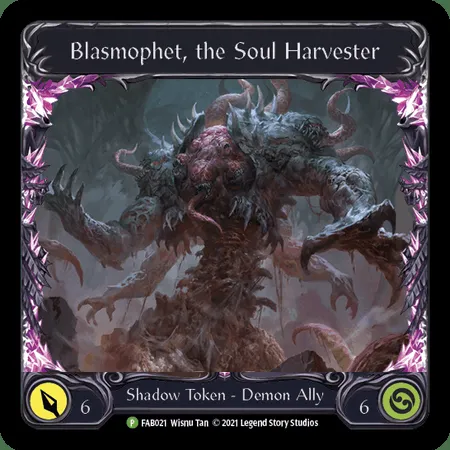 Blasmophet, the Soul Harvester
6 Shadow Token - Demon Ally 6
P FAB021 Wisnu Tan © 2021 Legend Story Studios